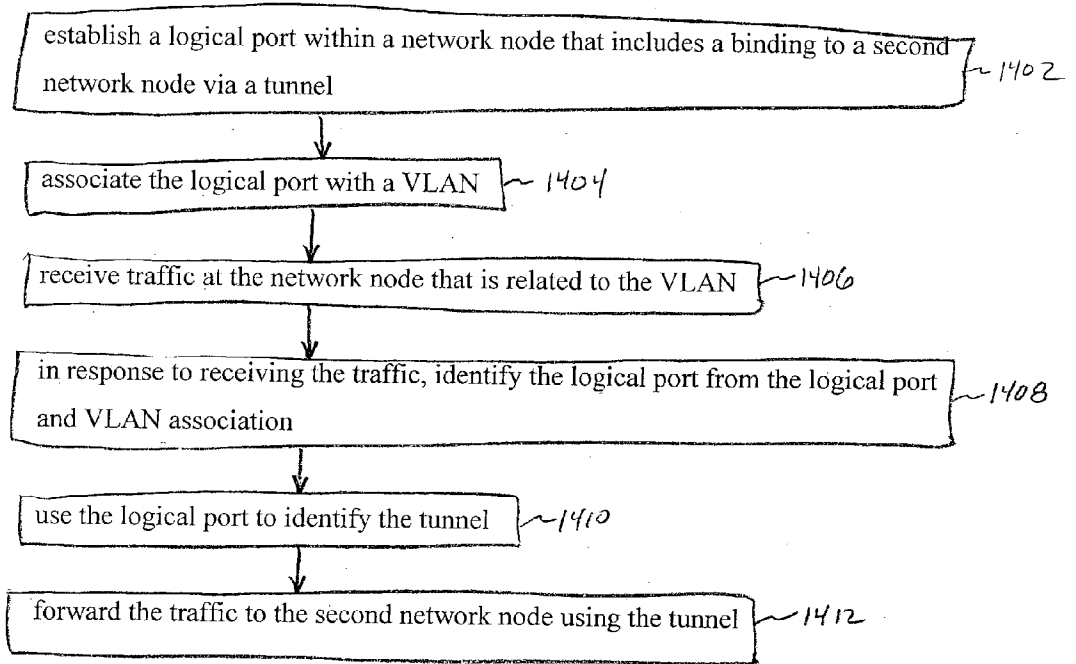 establish a logical port within a network node that includes a binding to a second
network node via a tunnel
1402
associate the logical port with a VLAN
1404
receive traffic at the network node that is related to the VLAN
1406
in response to receiving the traffic, identify the logical port from the logical port
and VLAN association
1408
use the logical port to identify the tunnel
1410
forward the traffic to the second network node using the tunnel
1412